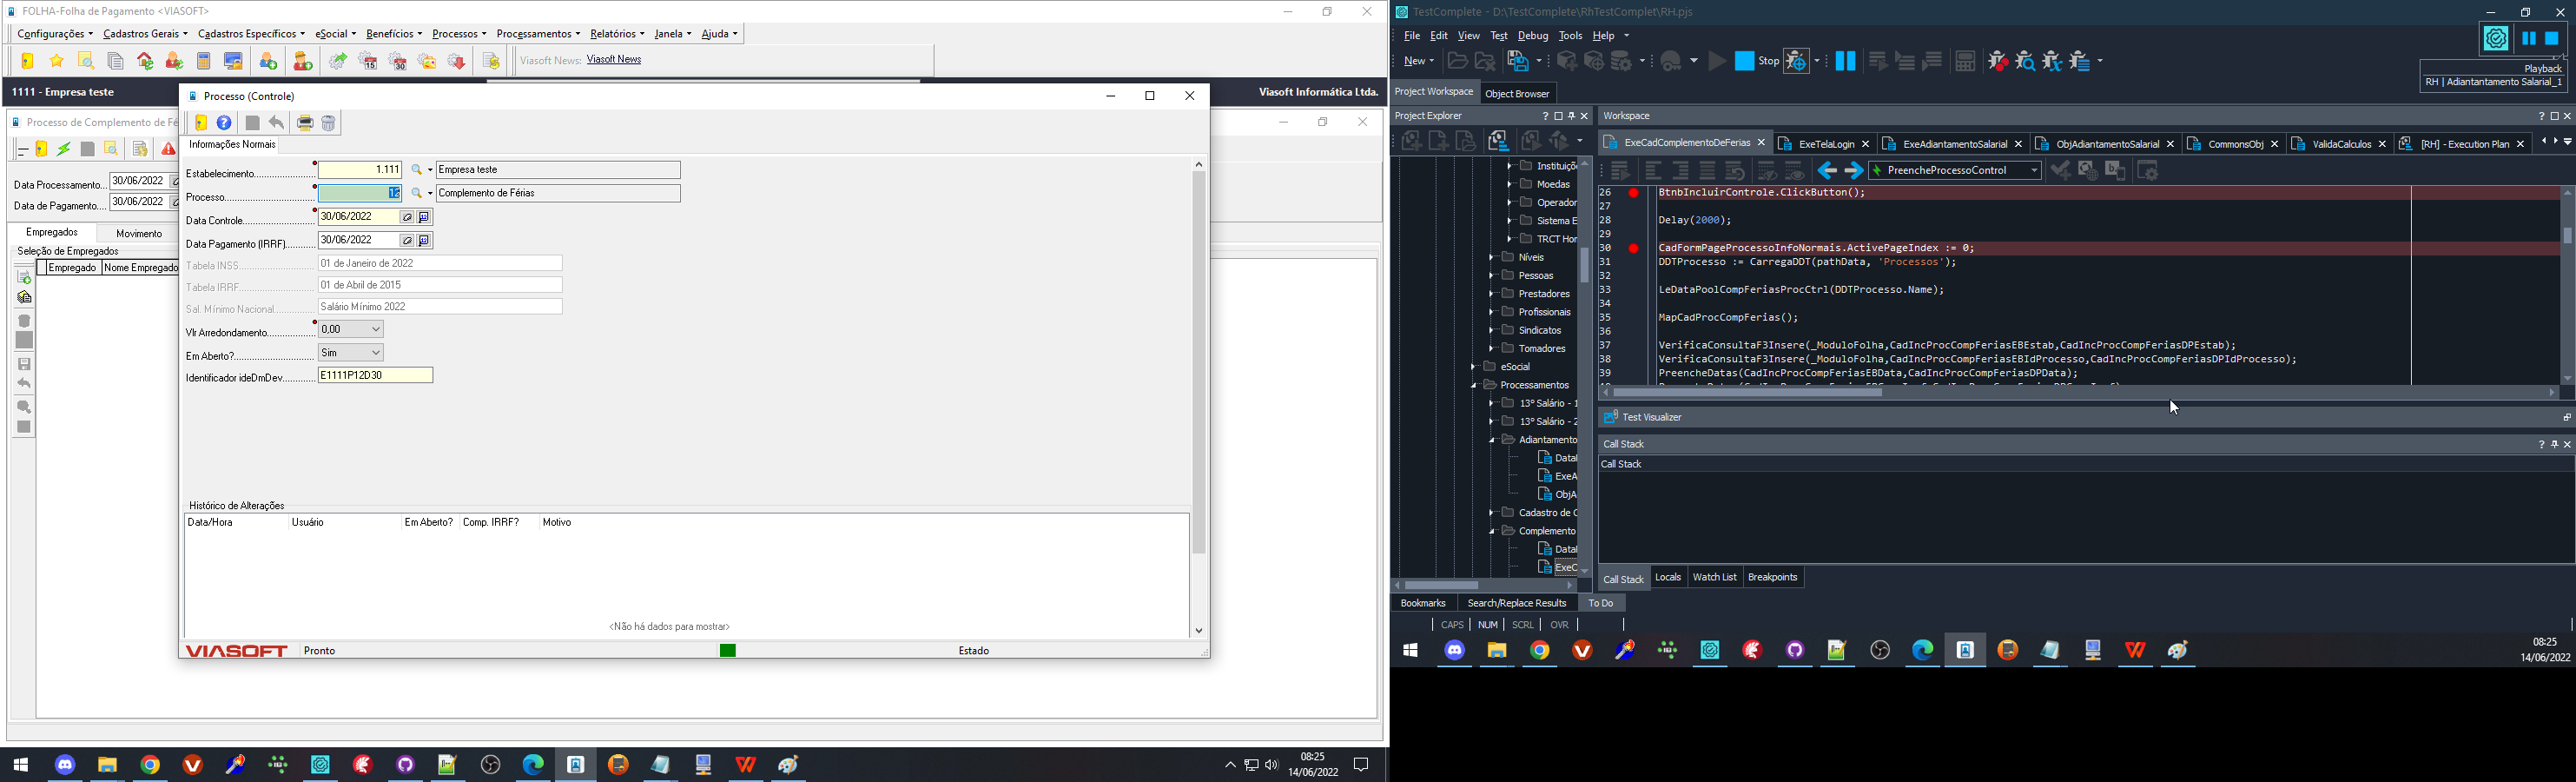 FOLHA-Folha de Pagamento <VIASOFT>
Configurações Cadastros Gerais Cadastros Específicos eSocial Benefícios Processos Processamentos Relatórios Janela Ajuda
Viasoft News: Viasoft News
1111 - Empresa teste
Viasoft Informática Ltda.
Processo de Complemento de Fé
Data Processamento... 30/06/2022
Data de Pagamento.... 30/06/2022
Empregados Movimento
Seleção de Empregados
Empregado Nome Empregado
Processo (Controle)
Informações Normais
Estabelecimento 1.111 Empresa teste
Processo 12 Complemento de Férias
Data Controle 30/06/2022
Data Pagamento (IRRF) 30/06/2022
Tabela INSS 01 de Janeiro de 2022
Tabela IRRF 01 de Abril de 2015
Sal. Mínimo Nacional Salário Mínimo 2022
Vlr Arredondamento 0,00
Em Aberto? Sim
Identificador ideDmDev E1111P12D30
Histórico de Alterações
Data/Hora Usuário Em Aberto? Comp. IRRF? Motivo
<Não há dados para mostrar>
VIASOFT Pronto Estado
08:25
14/06/2022
TestComplete - D:\TestComplete\RhTestComplet\RH.pjs
File Edit View Test Debug Tools Help
New Stop
Playback
RH | Adiantantamento Salarial_1
Project Workspace Object Browser
Project Explorer
Workspace
ExeCadComplementoDeFerias ExeTelaLogin ExeAdiantamentoSalarial ObjAdiantamentoSalarial CommonsObj ValidaCalculos [RH] - Execution Plan
PreencheProcessoControl
Instituiçõ
Moedas
Operador
Sistema E
TRCT Hor
Níveis
Pessoas
Prestadores
Profissionais
Sindicatos
Tomadores
eSocial
Processamentos
13º Salário - 1
13º Salário - 2
Adiantamento
Datal
ExeA
ObjA
Cadastro de C
Complemento
Datal
ExeC
26 BtnbIncluirControle.ClickButton();
27
28 Delay(2000);
29
30 CadFormPageProcessoInfoNormais.ActivePageIndex := 0;
31 DDTProcesso := CarregaDDT(pathData, 'Processos');
32
33 LeDataPoolCompFeriasProcCtrl(DDTProcesso.Name);
34
35 MapCadProcCompFerias();
36
37 VerificaConsultaF3Insere(_ModuloFolha,CadIncProcCompFeriasEBEstab,CadIncProcCompFeriasDPEstab);
38 VerificaConsultaF3Insere(_ModuloFolha,CadIncProcCompFeriasEBIdProcesso,CadIncProcCompFeriasDPIdProcesso);
39 PreencheDatas(CadIncProcCompFeriasEBData,CadIncProcCompFeriasDPData);
Test Visualizer
Call Stack
Call Stack
Call Stack Locals Watch List Breakpoints
Bookmarks Search/Replace Results To Do
CAPS NUM SCRL OVR
08:25
14/06/2022